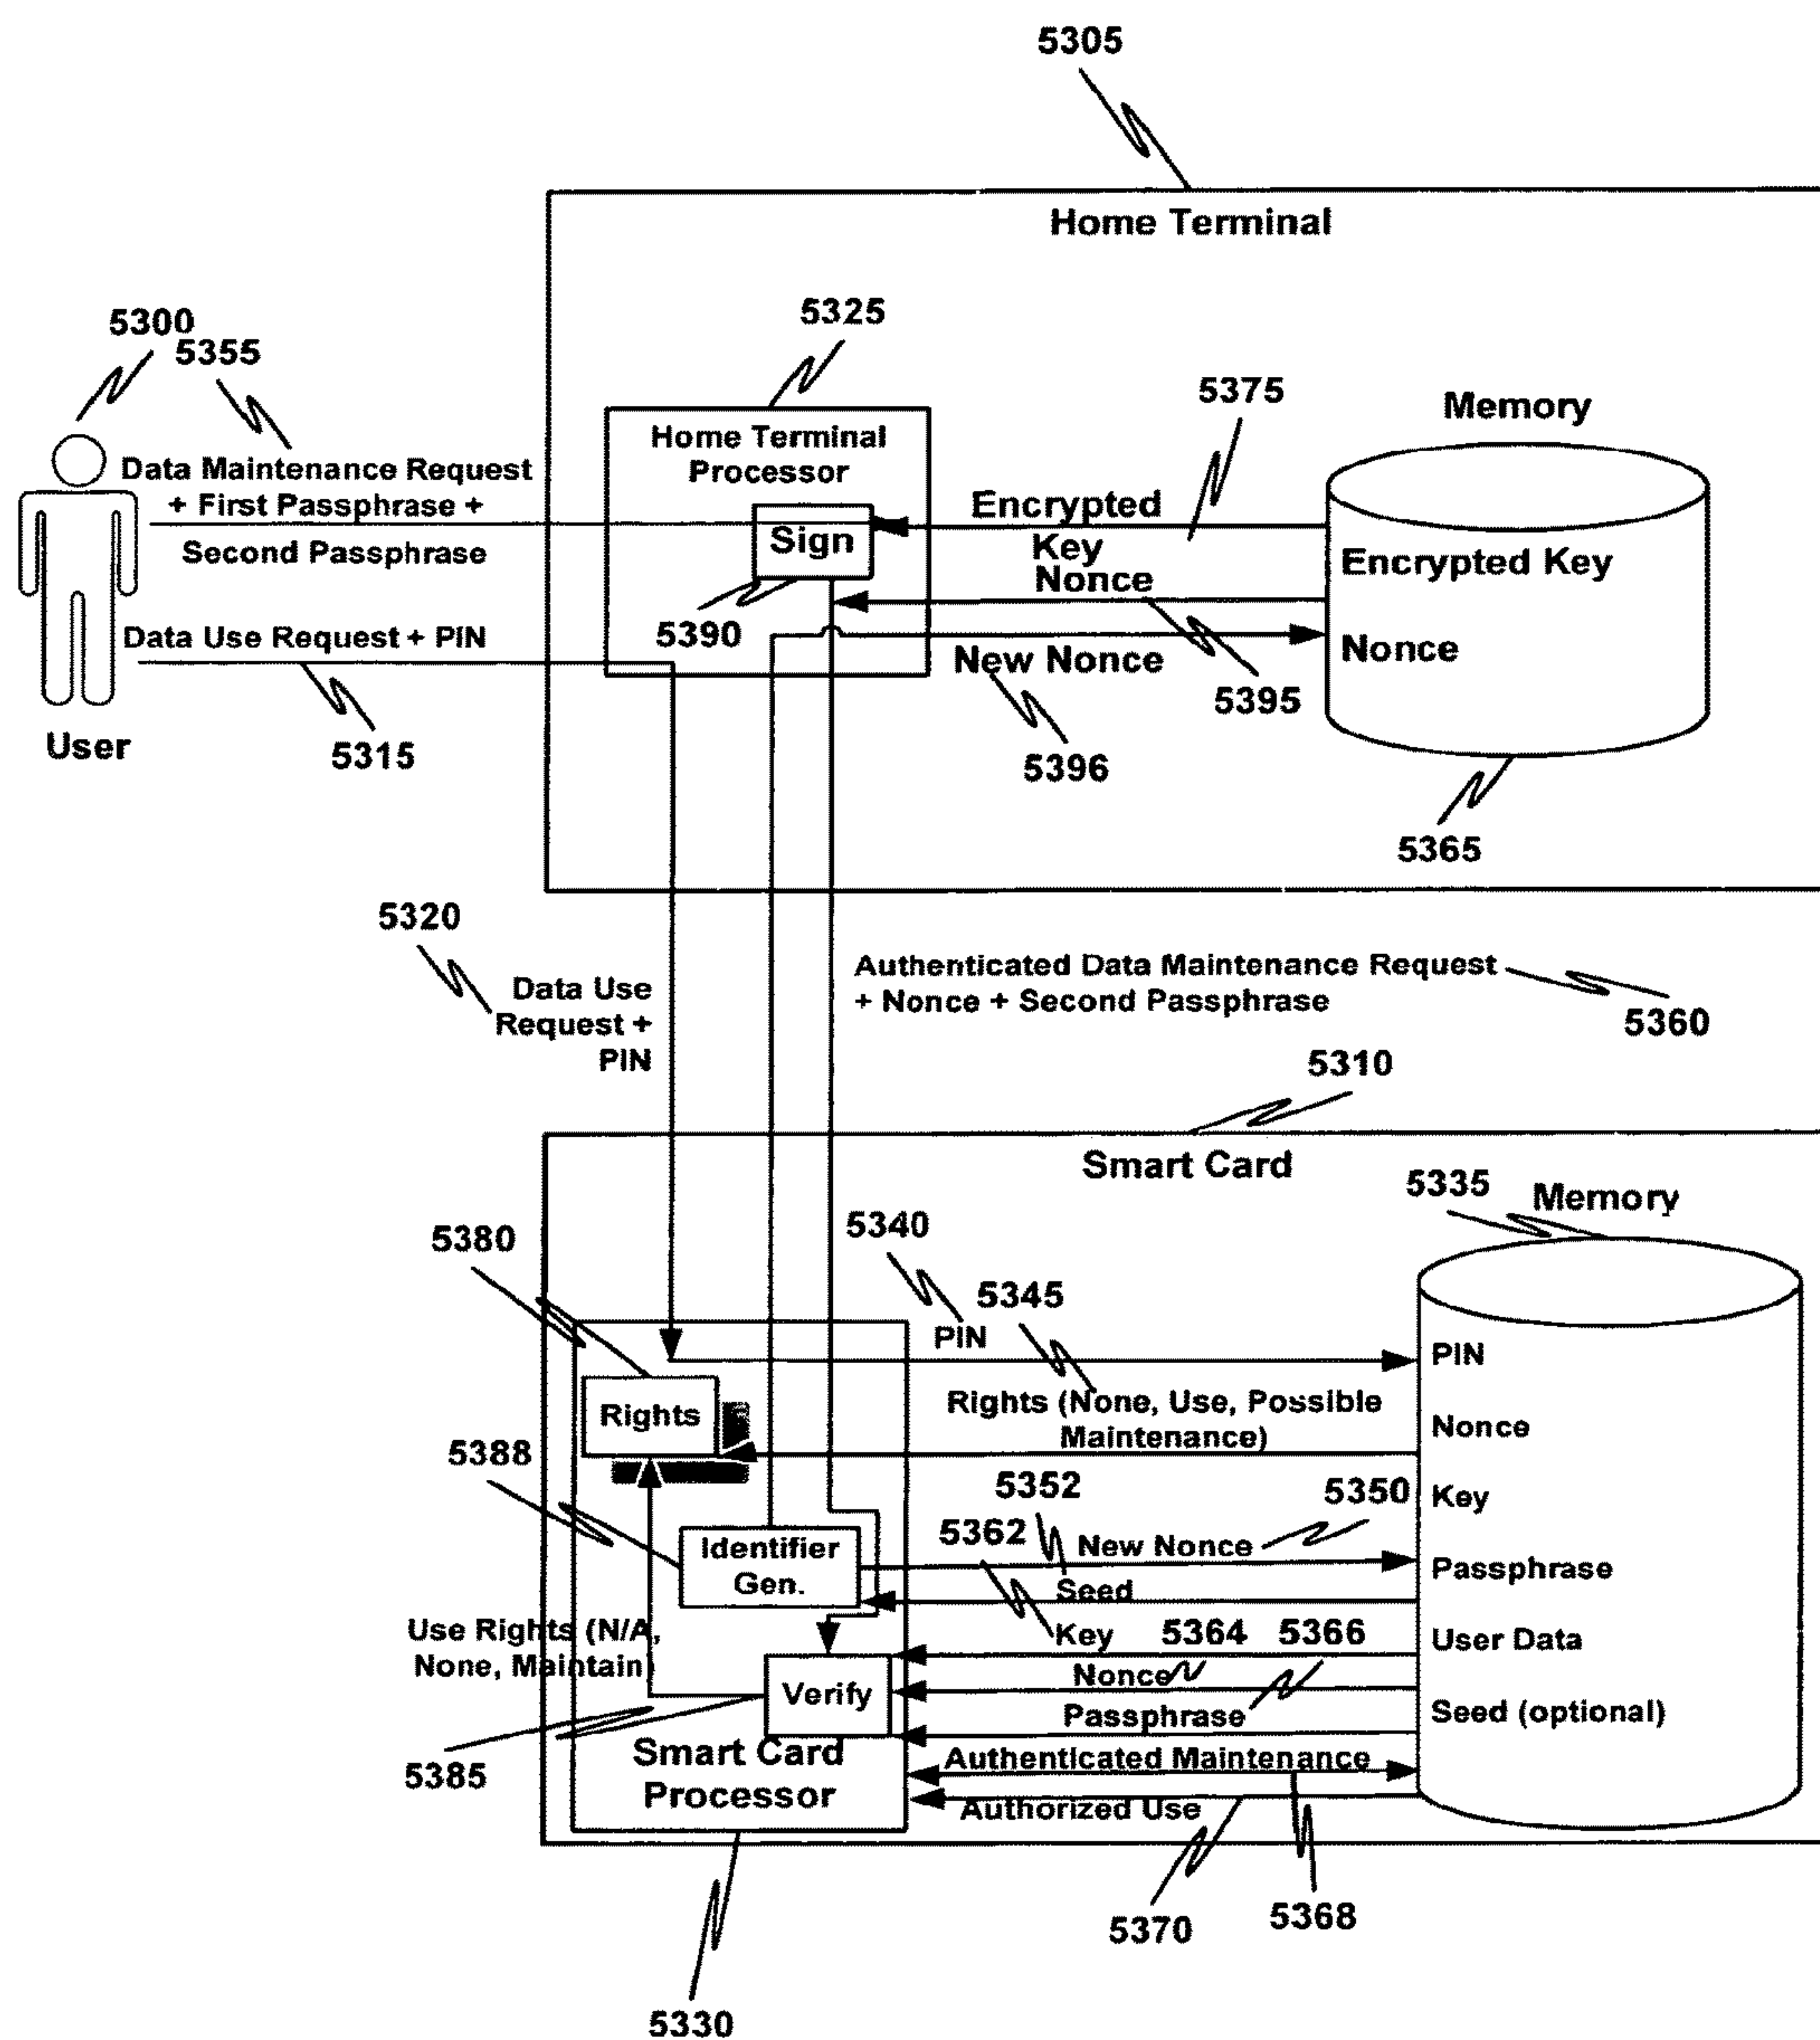 5305
Home Terminal
5300
5355
5325
5375
Memory
Home Terminal
Processor
Data Maintenance Request
+ First Passphrase +
Second Passphrase
Sign
Encrypted
Key
Nonce
Encrypted Key
5390
Data Use Request + PIN
New Nonce
Nonce
5395
User
5315
5396
5365
5320
Data Use
Request +
PIN
Authenticated Data Maintenance Request
+ Nonce + Second Passphrase
5360
5310
Smart Card
5335
Memory
5380
5340
5345
PIN
PIN
Rights
Rights (None, Use, Possible
Maintenance)
Nonce
5388
5352
5350
Key
5362
New Nonce
Identifier
Gen.
Seed
Passphrase
Use Rights (N/A,
None, Maintain)
Key
5364
5366
User Data
Nonce
Verify
Passphrase
Seed (optional)
5385
Smart Card
Processor
Authenticated Maintenance
Authorized Use
5370
5368
5330